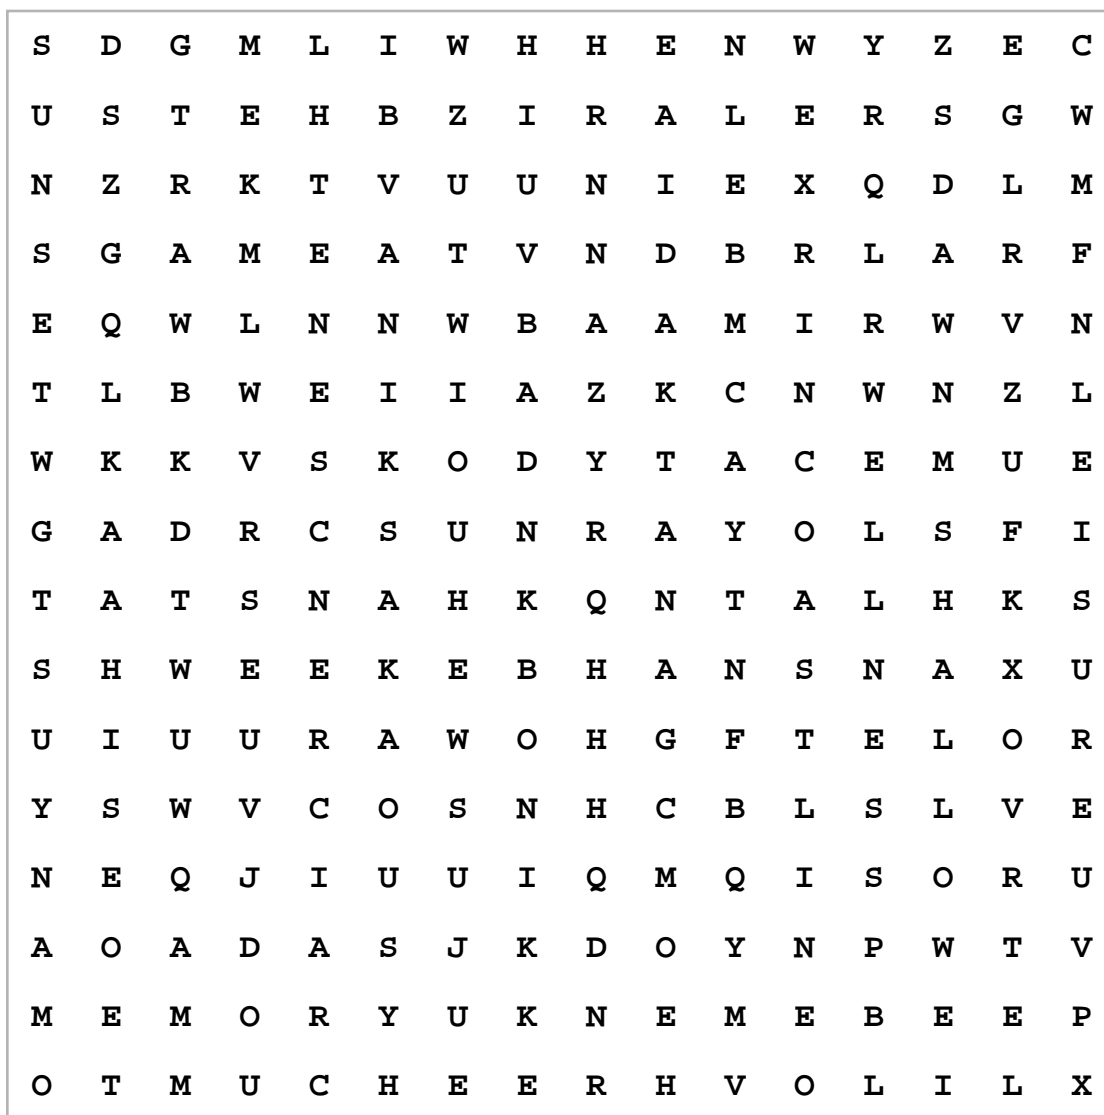 S D G M L I W H H E N W Y Z E C
U S T E H B Z I R A L E R S G W
N Z R K T V U U N I E X Q D L M
S G A M E A T V N D B R L A R F
E Q W L N N W B A A M I R W V N
T L B W E I I A Z K C N W N Z L
W K K V S K O D Y T A C E M U E
G A D R C S U N R A Y O L S F I
T A T S N A H K Q N T A L H K S
S H W E E K E B H A N S N A X U
U I U U R A W O H G F T E L O R
Y S W V C O S N H C B L S L V E
N E Q J I U U I Q M Q I S O R U
A O A D A S J K D O Y N P W T V
M E M O R Y U K N E M E B E E P
O T M U C H E E R H V O L I L X